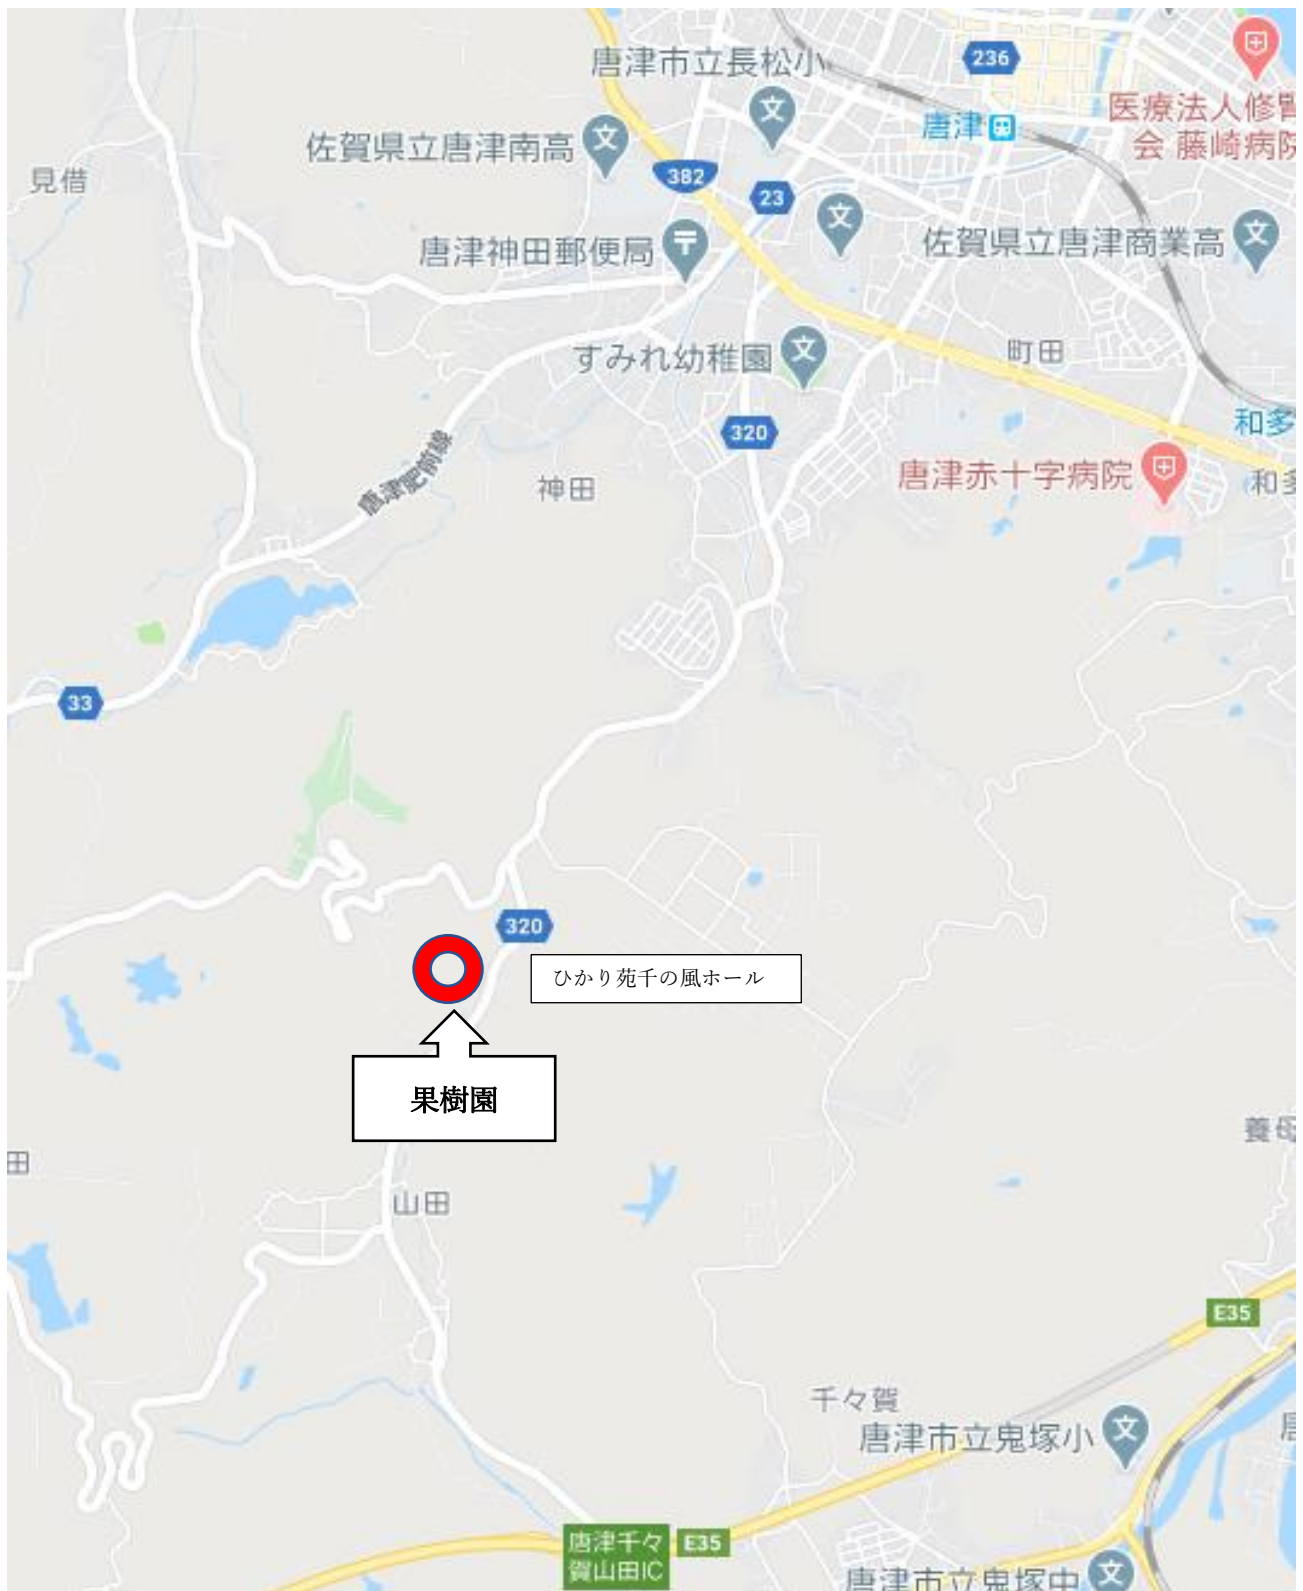 唐津市立長松小
236
医療法人修
会 藤崎病院
唐津
佐賀県立唐津南高
見借
382
23
唐津神田郵便局
佐賀県立唐津商業高
すみれ幼稚園
町田
320
和多
唐津赤十字病院
和多
唐津肥前線
神田
33
320
ひかり苑千の風ホール
果樹園
養母
田
山田
E35
千々賀
唐津市立鬼塚小
唐津千々
賀山田IC
E35
唐津市立鬼塚中